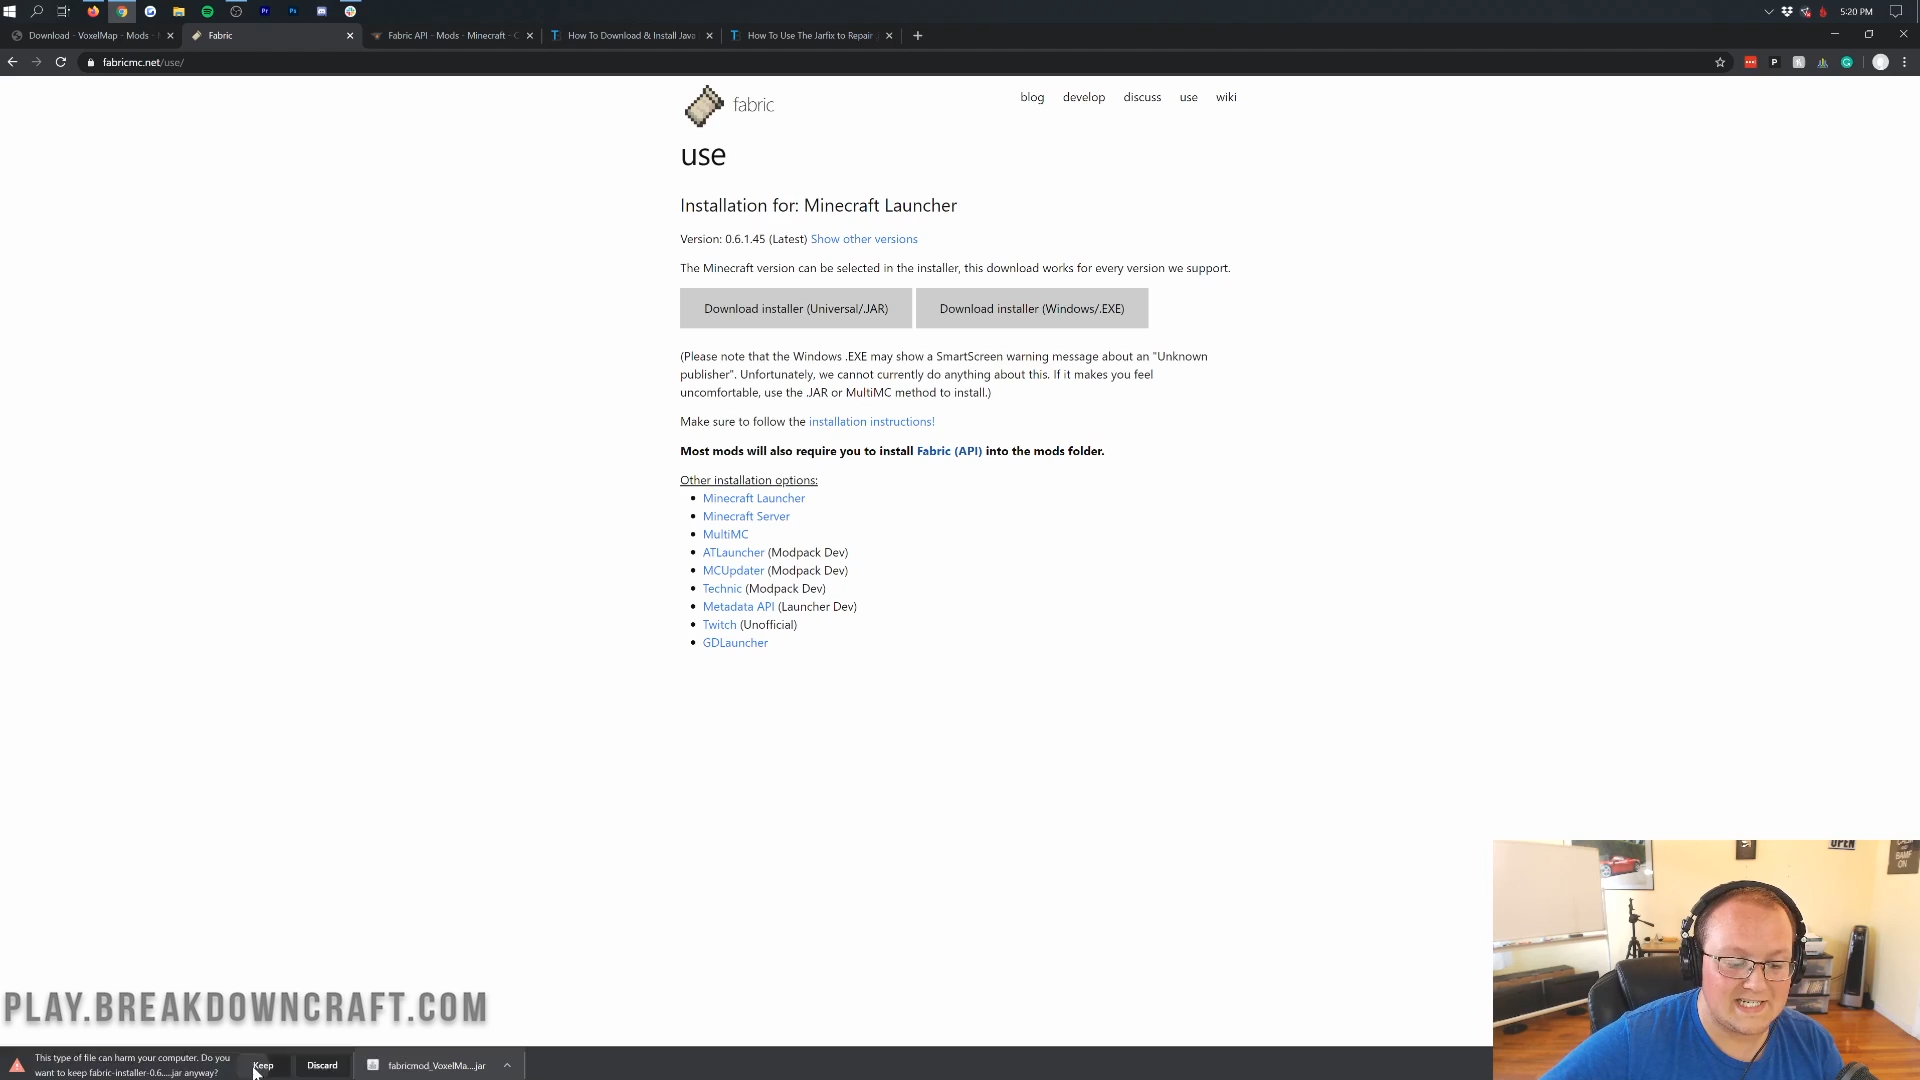 5:20 PM
Download - VoxelMap - Mods -
Fabric
Fabric API - Mods - Minecraft - C
How To Download & Install Java
How To Use The Jarfix to Repair
fabricmc.net/use/
fabric
blog
develop
discuss
use
wiki
use
Installation for: Minecraft Launcher
Version: 0.6.1.45 (Latest) Show other versions
The Minecraft version can be selected in the installer, this download works for every version we support.
Download installer (Universal/.JAR)
Download installer (Windows/.EXE)
(Please note that the Windows .EXE may show a SmartScreen warning message about an "Unknown
publisher". Unfortunately, we cannot currently do anything about this. If it makes you feel
uncomfortable, use the .JAR or MultiMC method to install.)
Make sure to follow the installation instructions!
Most mods will also require you to install Fabric (API) into the mods folder.
Other installation options:
Minecraft Launcher
Minecraft Server
MultiMC
ATLauncher (Modpack Dev)
MCUpdater (Modpack Dev)
Technic (Modpack Dev)
Metadata API (Launcher Dev)
Twitch (Unofficial)
GDLauncher
OPEN
BAMF
ON
PLAY.BREAKDOWNCRAFT.COM
This type of file can harm your computer. Do you
want to keep fabric-installer-0.6.....jar anyway?
Keep
Discard
fabricmod_VoxelMa....jar